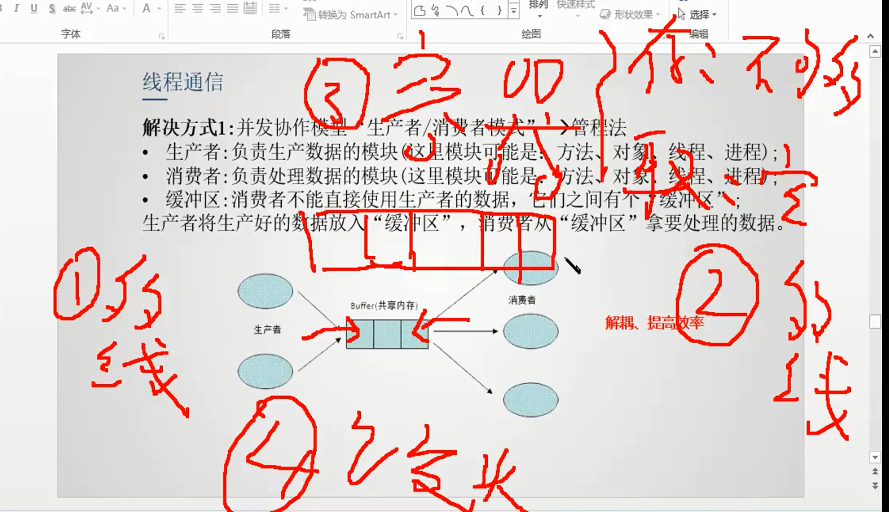 I U S abc AV Aa A
转换为 SmartArt
排列
快速样式
形状效果
选择
字体
段落
绘图
编辑
线程通信
解决方式1:并发协作模型“生产者/消费者模式”→管程法
• 生产者:负责生产数据的模块(这里模块可能是：方法、对象、线程、进程);
• 消费者:负责处理数据的模块(这里模块可能是：方法、对象、线程、进程);
• 缓冲区:消费者不能直接使用生产者的数据，它们之间有个“缓冲区”;
生产者将生产好的数据放入“缓冲区”，消费者从“缓冲区”拿要处理的数据。
Buffer(共享内存)
生产者
消费者
解耦、提高效率
①
多
线
②
多
线
③
④